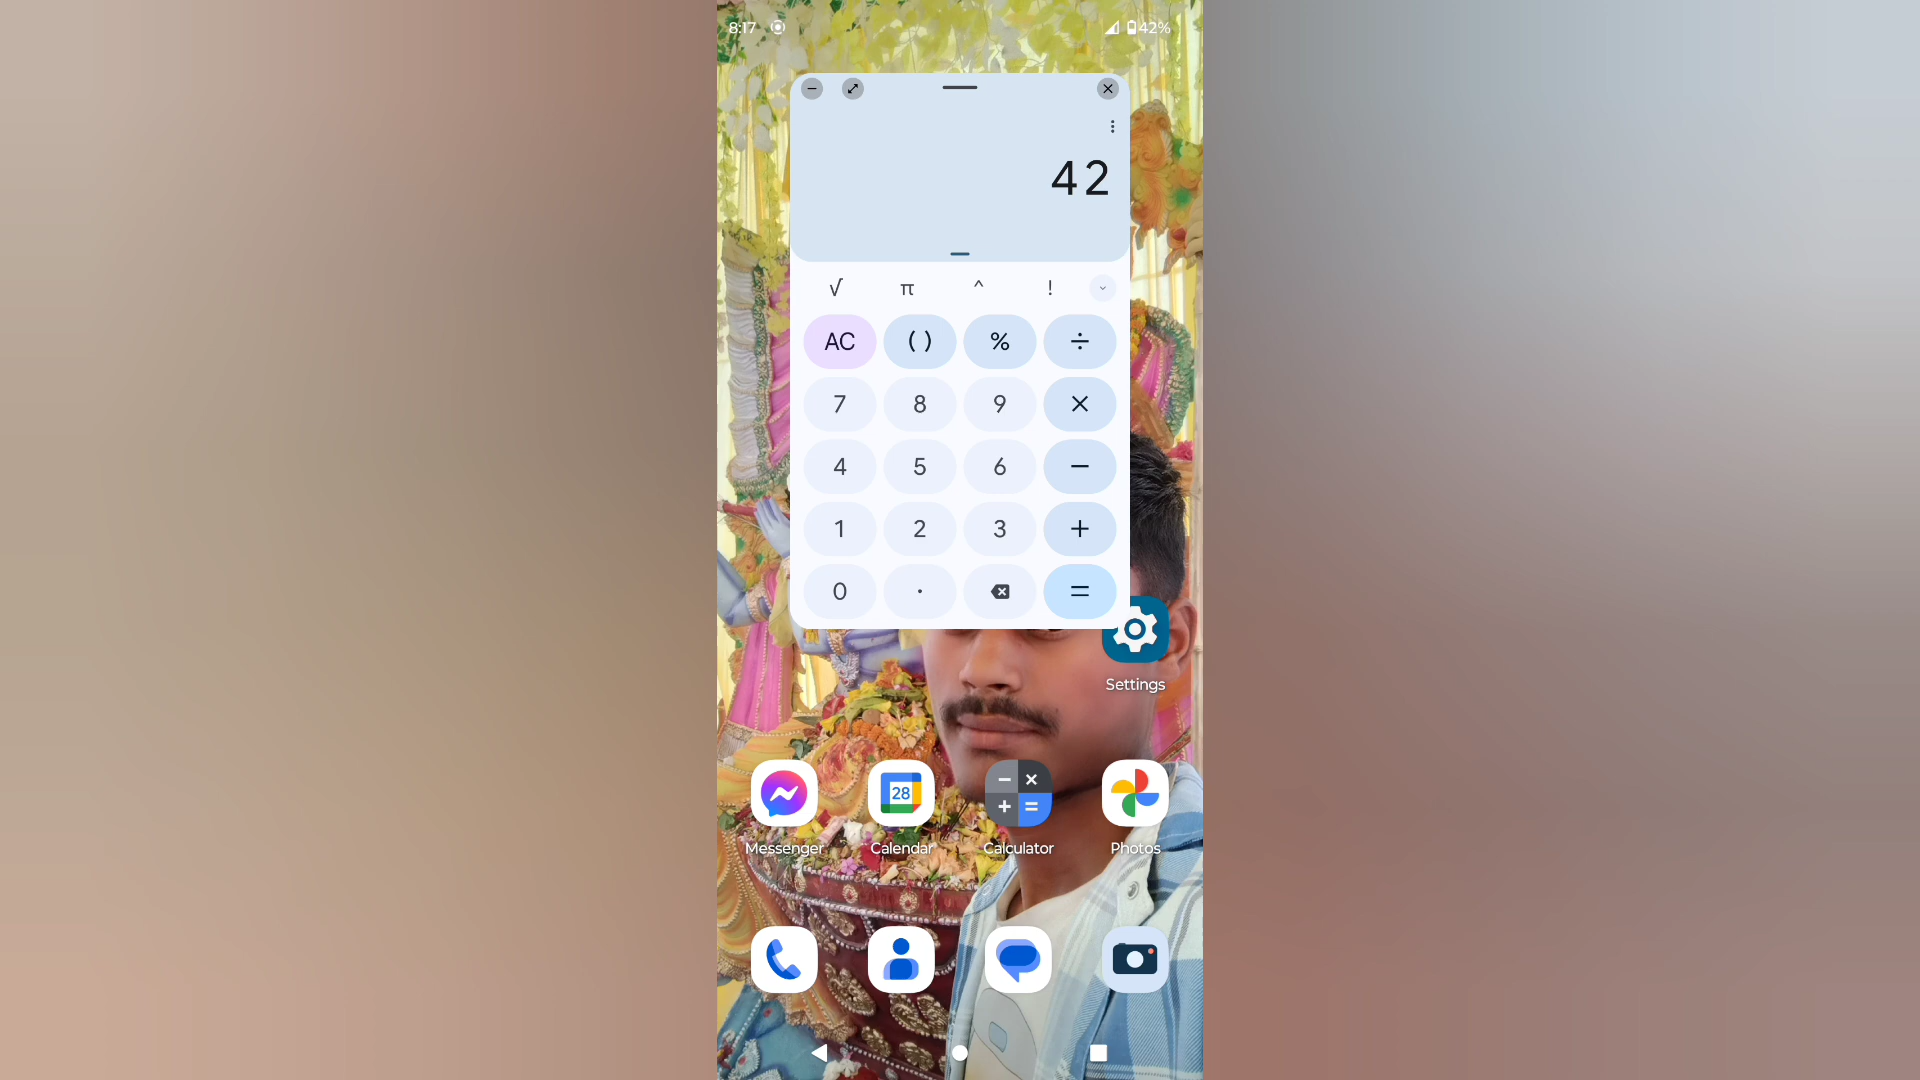 8:17 42%
42
√ π ^ !
AC ( ) % ÷
7 8 9 ×
4 5 6 −
1 2 3 +
0 . =
Settings
28
− ×
+ =
Messenger Calendar Calculator Photos